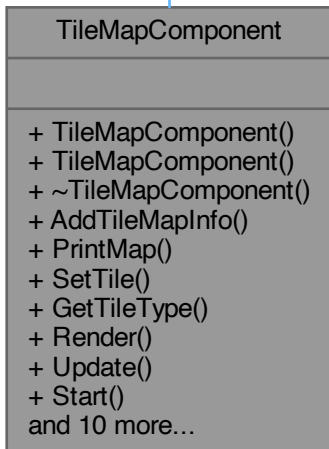 TileMapComponent
+ TileMapComponent()
+ TileMapComponent()
+ ~TileMapComponent()
+ AddTileMapInfo()
+ PrintMap()
+ SetTile()
+ GetTileType()
+ Render()
+ Update()
+ Start()
and 10 more...